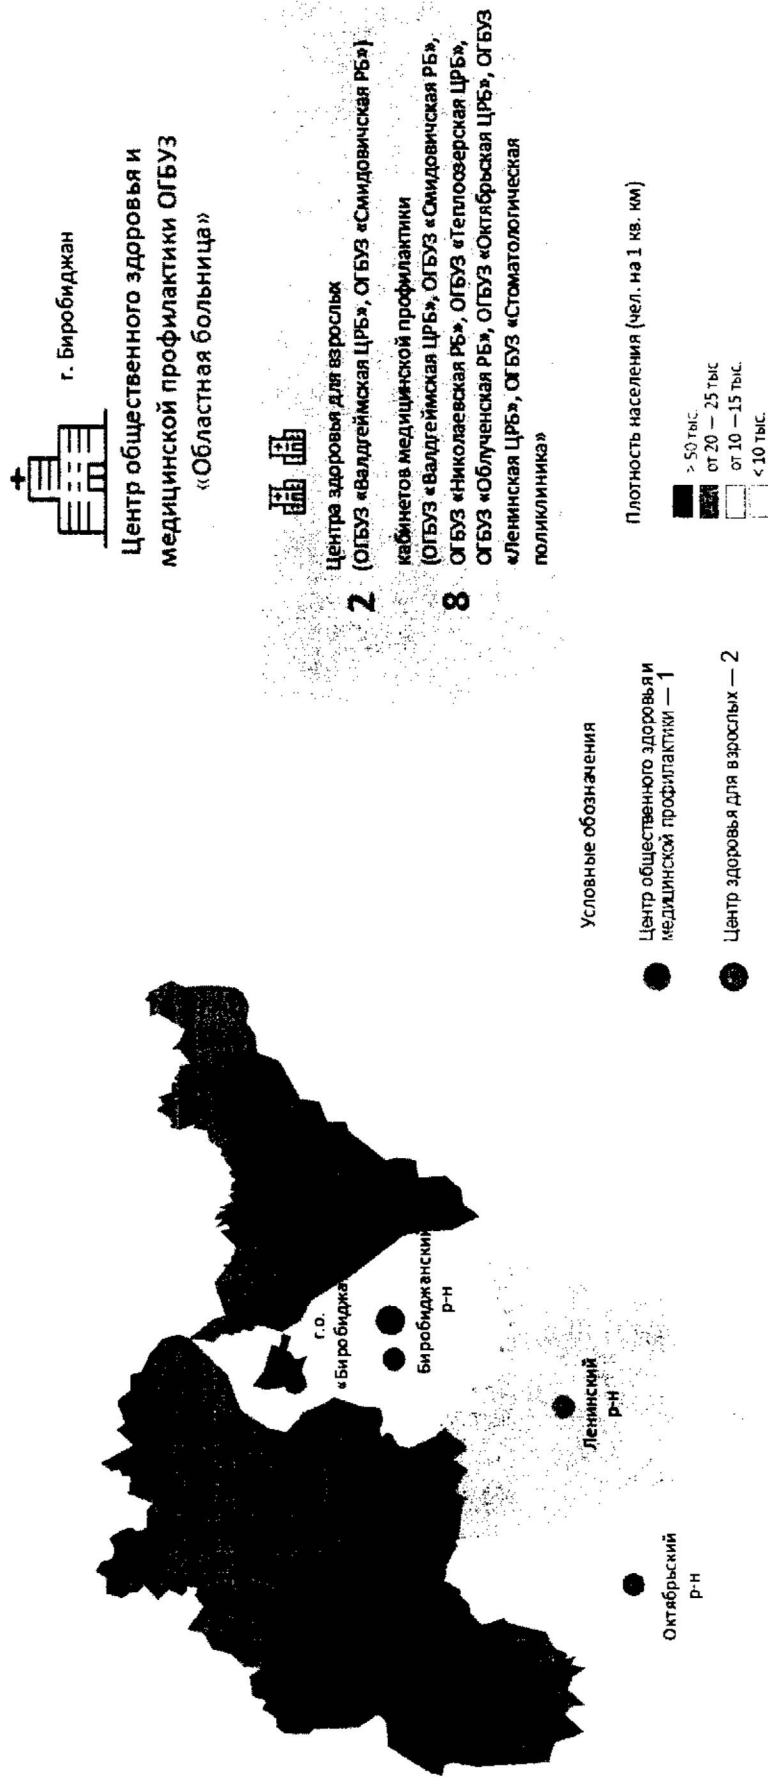 г. Биробиджан
Центр общественного здоровья и
медицинской профилактики ОГБУЗ
«Областная больница»
2
Центра здоровья для взрослых
(ОГБУЗ «Валдгеймская ЦРБ», ОГБУЗ «Смидовичская РБ»)
8
кабинетов медицинской профилактики
(ОГБУЗ «Валдгеймская ЦРБ», ОГБУЗ «Смидовичская РБ»,
ОГБУЗ «Николаевская РБ», ОГБУЗ «Теплоозерская ЦРБ»,
ОГБУЗ «Облученская РБ», ОГБУЗ «Октябрьская ЦРБ», ОГБУЗ
«Ленинская ЦРБ», ОГБУЗ «Стоматологическая
поликлиника»
г.о.
«Биробиджа
Биробиджанский
р-н
Ленинский
р-н
Октябрьский
р-н
Условные обозначения
Центр общественного здоровья и
медицинской профилактики — 1
Центр здоровья для взрослых — 2
Плотность населения (чел. на 1 кв. км)
> 50 тыс.
от 20 — 25 тыс
от 10 —15 тыс.
< 10 тыс.